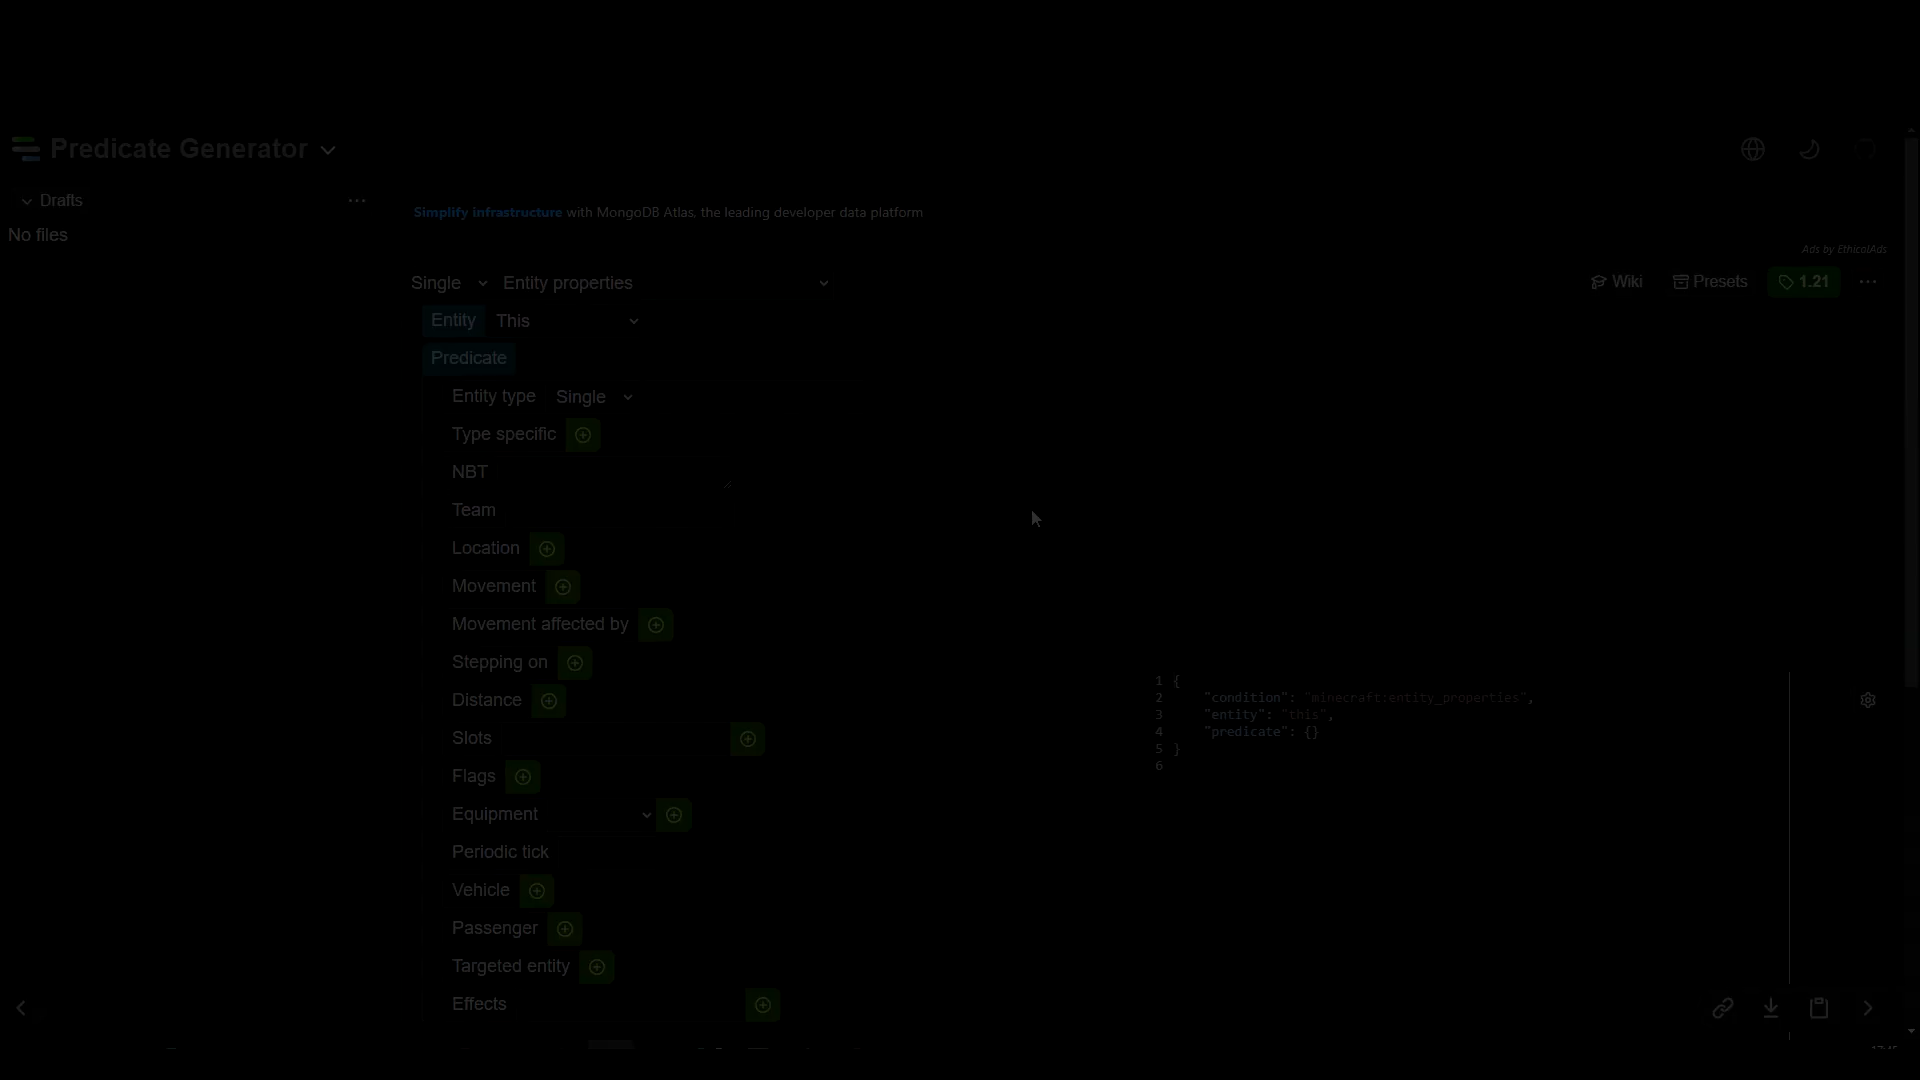 Predicate Generator
Drafts
No files
Simplify infrastructure with MongoDB Atlas, the leading developer data platform
Ads by EthicalAds
Single Entity properties
Wiki Presets 1.21
Entity This
Predicate
Entity type Single
Type specific
NBT
Team
Location
Movement
Movement affected by
Stepping on
Distance
Slots
Flags
Equipment
Periodic tick
Vehicle
Passenger
Targeted entity
Effects
1 {
2 "condition": "minecraft:entity_properties",
3 "entity": "this",
4 "predicate": {}
5 }
6